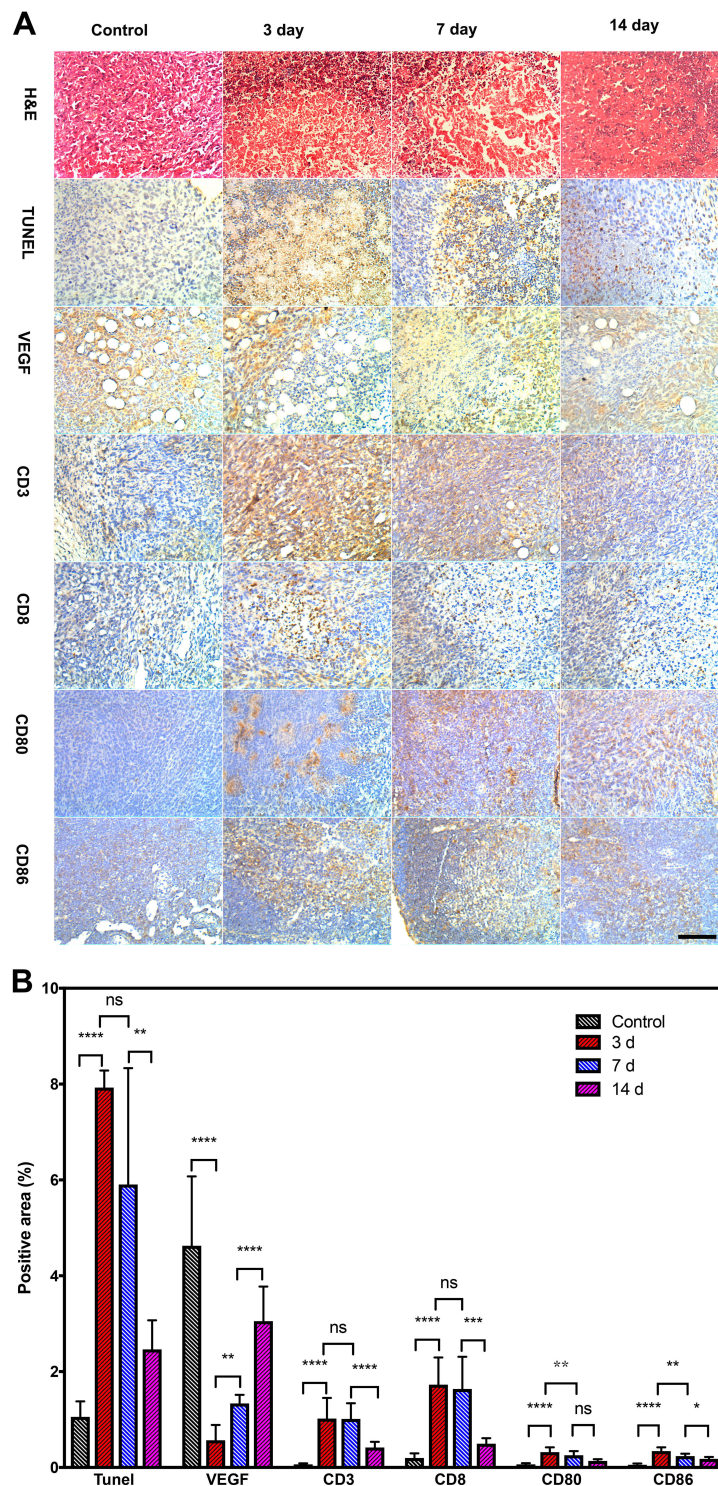 A
Control 3 day 7 day 14 day
H&E
TUNEL
VEGF
CD3
CD8
CD80
CD86
B
10
8
6
4
2
0
Positive area (%)
Control
3 d
7 d
14 d
ns
**** **
**** **** **
ns
**** ****
ns
**** ***
**
**** ns
**
**** *
Tunel VEGF CD3 CD8 CD80 CD86